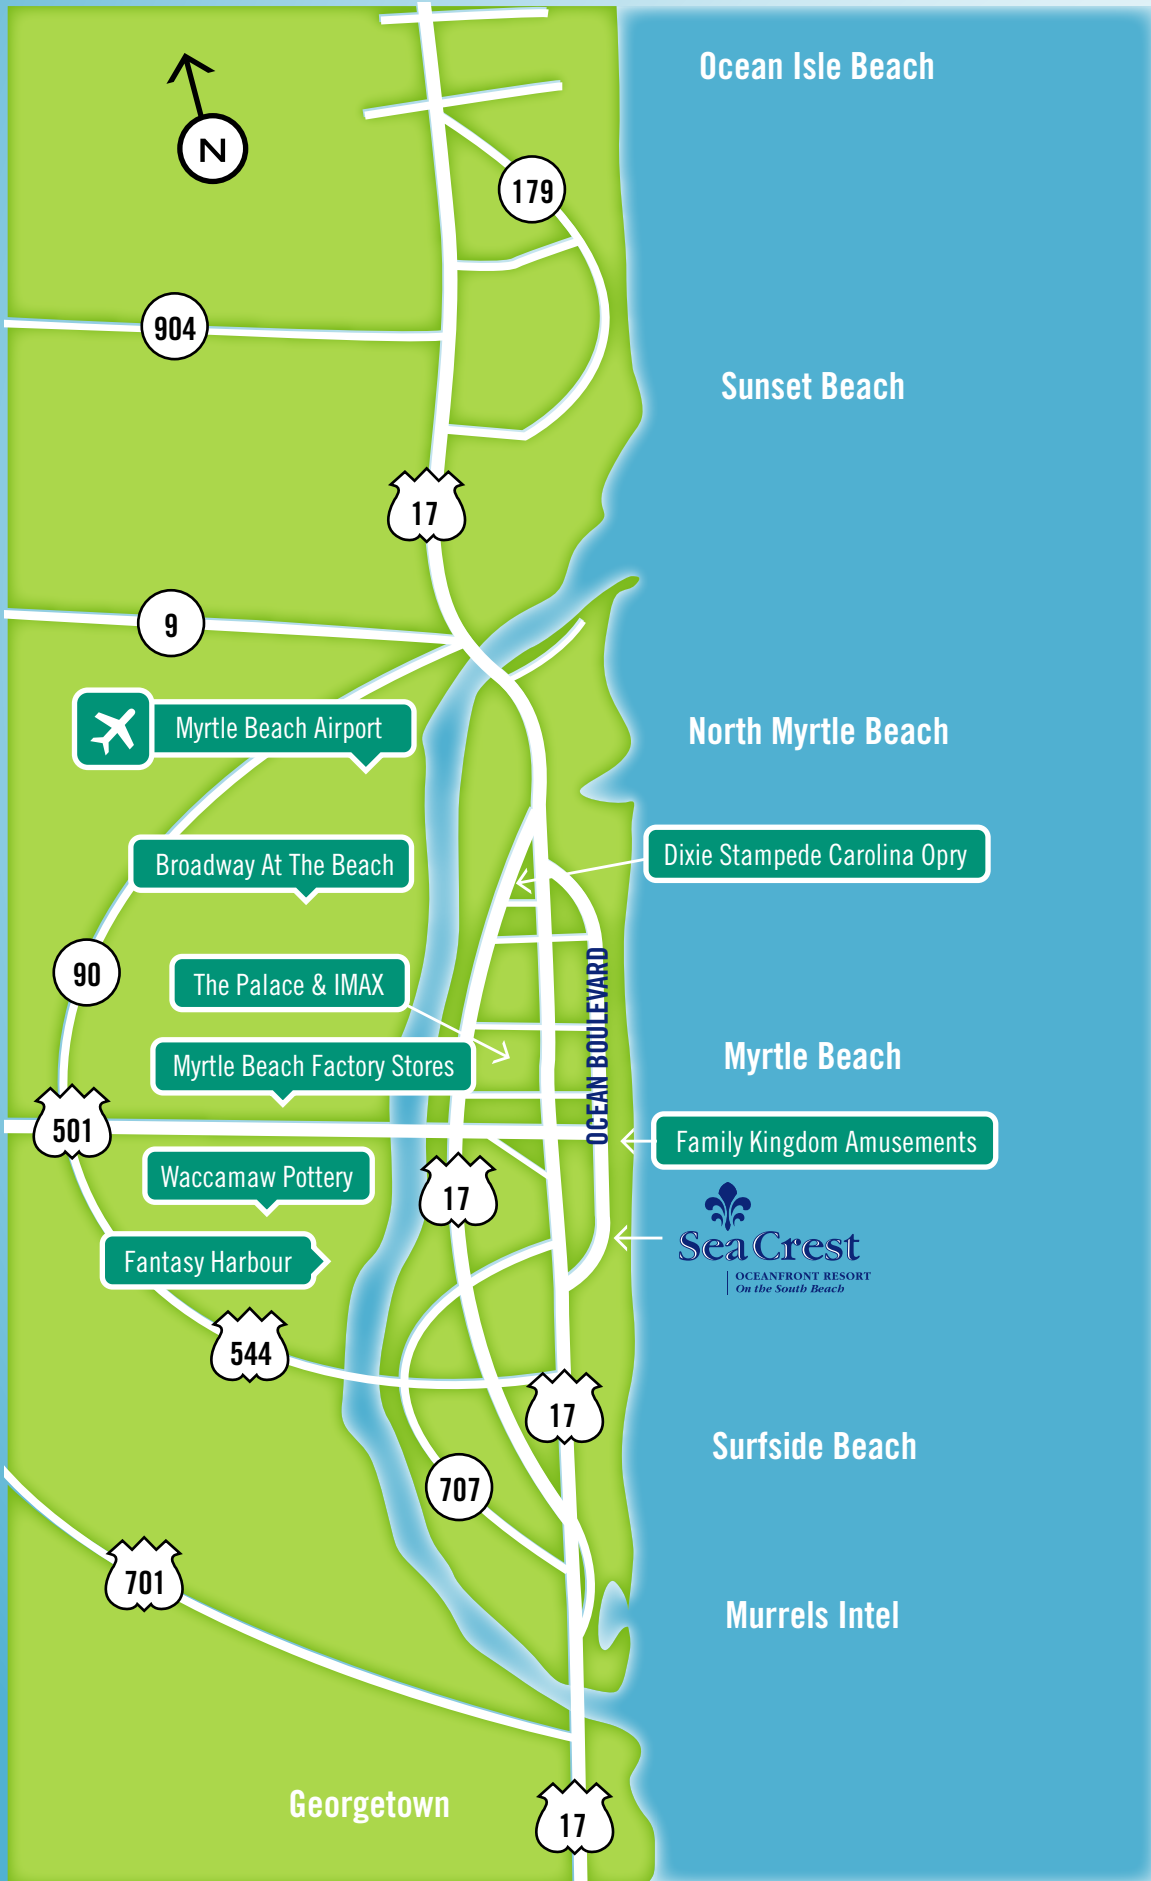 Ocean Isle Beach
N
179
904
Sunset Beach
17
9
Myrtle Beach Airport
North Myrtle Beach
Broadway At The Beach
Dixie Stampede Carolina Opry
90
The Palace & IMAX
OCEAN BOULEVARD
Myrtle Beach Factory Stores
Myrtle Beach
501
Family Kingdom Amusements
Waccamaw Pottery
17
Sea Crest
OCEANFRONT RESORT
On the South Beach
Fantasy Harbour
544
17
Surfside Beach
707
701
Murrels Intel
Georgetown
17